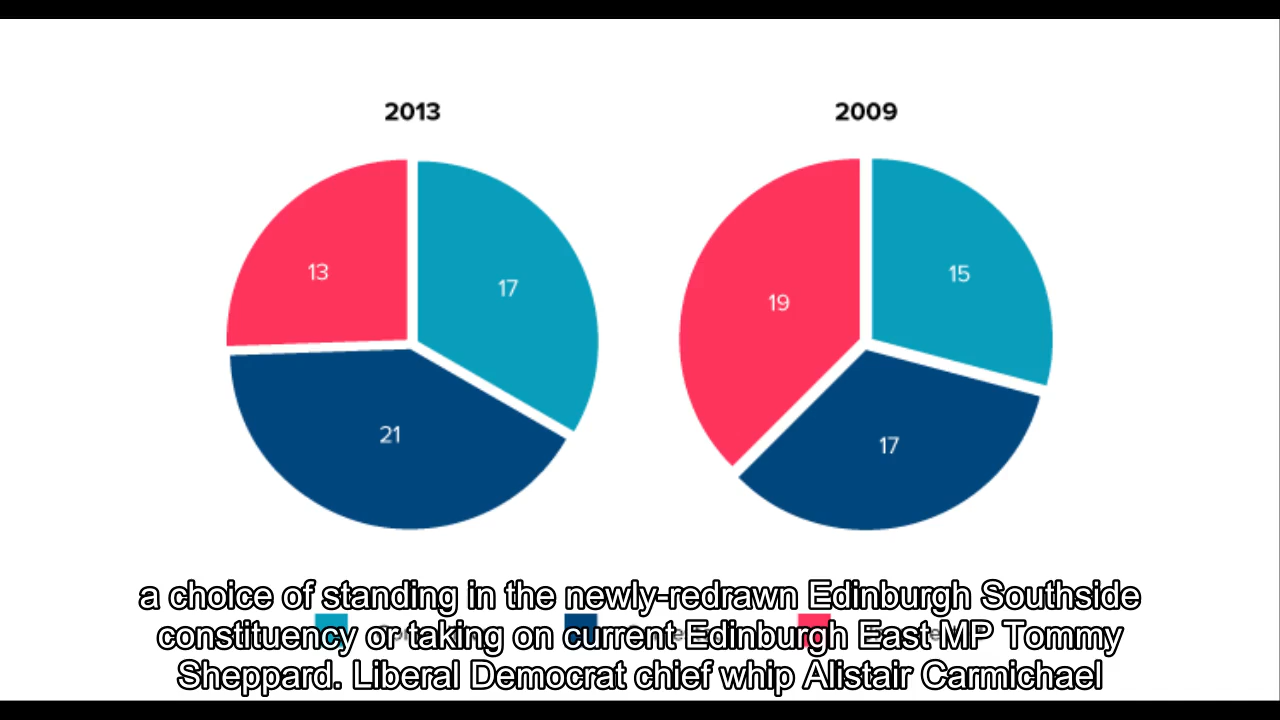 2013
2009
13
17
19
15
21
17
a choice of standing in the newly-redrawn Edinburgh Southside
constituency or taking on current Edinburgh East MP Tommy
Sheppard. Liberal Democrat chief whip Alistair Carmichael